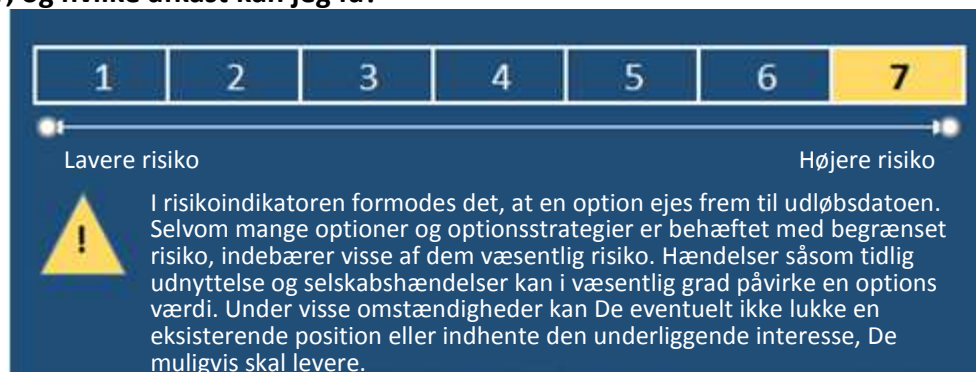 og hvilke afkast kan jeg få?
1 2 3 4 5 6 7
Lavere risiko Højere risiko
! I risikoindikatoren formodes det, at en option ejes frem til udløbsdatoen.
Selvom mange optioner og optionsstrategier er behæftet med begrænset
risiko, indebærer visse af dem væsentlig risiko. Hændelser såsom tidlig
udnyttelse og selskabshændelser kan i væsentlig grad påvirke en options
værdi. Under visse omstændigheder kan De eventuelt ikke lukke en
eksisterende position eller indhente den underliggende interesse, De
muligvis skal levere.